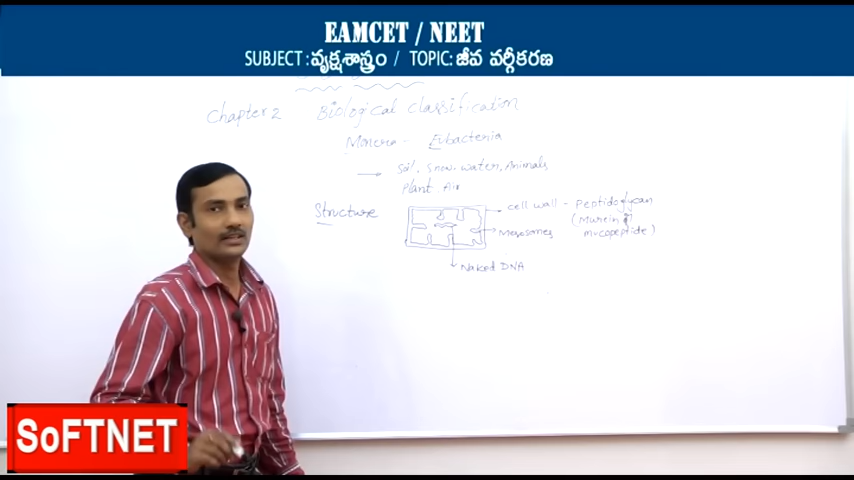 EAMCET / NEET
SUBJECT : వృక్షశాస్త్రం / TOPIC: జీవ వర్గీకరణ
Chapter 2 Biological classification
Monera - Eubacteria
→ Soil, Snow, water, Animals
Plant Air
Structure
cell wall - Peptidoglycan
(Murein
Mesosomes mucopeptide)
Naked DNA
SoFTNET